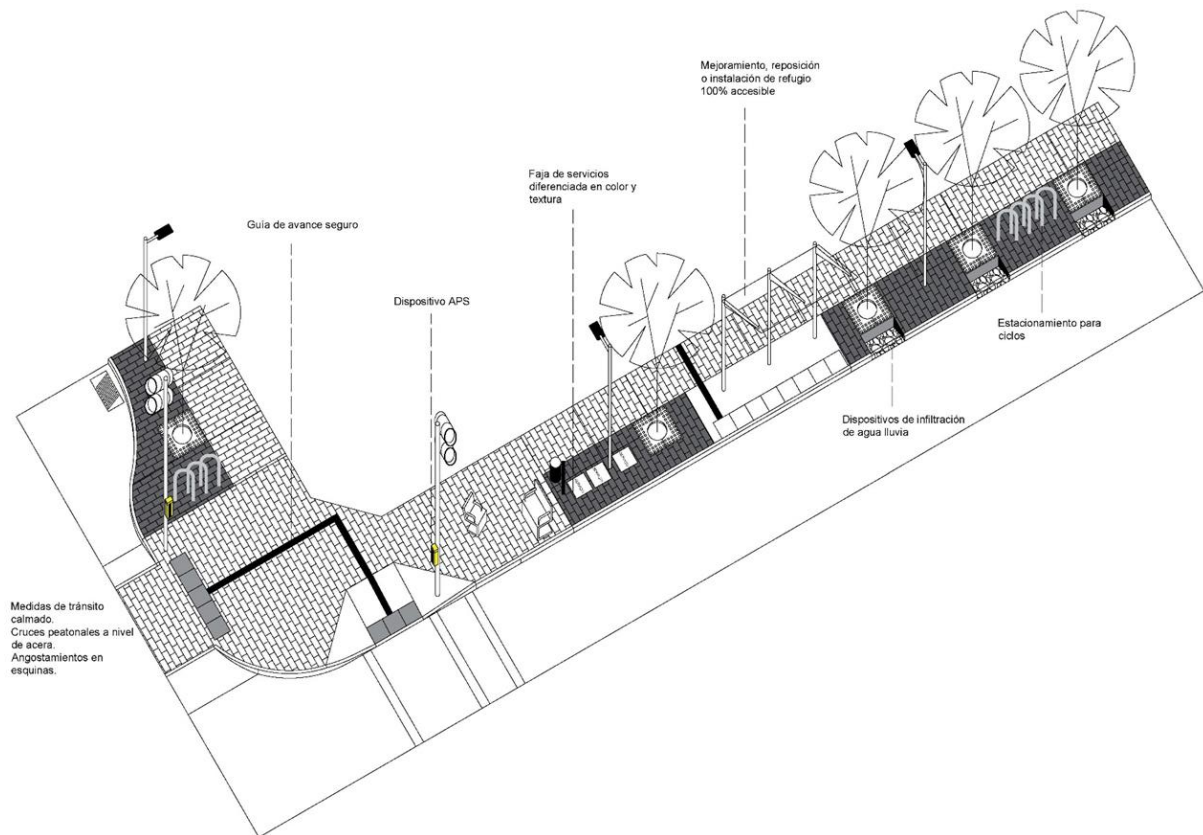 Mejoramiento, reposición
o instalación de refugio
100% accesible
Faja de servicios
diferenciada en color y
textura
Guía de avance seguro
Dispositivo APS
Estacionamiento para
ciclos
Dispositivos de infiltración
de agua lluvia
Medidas de tránsito
calmado.
Cruces peatonales a nivel
de acera.
Angostamientos en
esquinas.